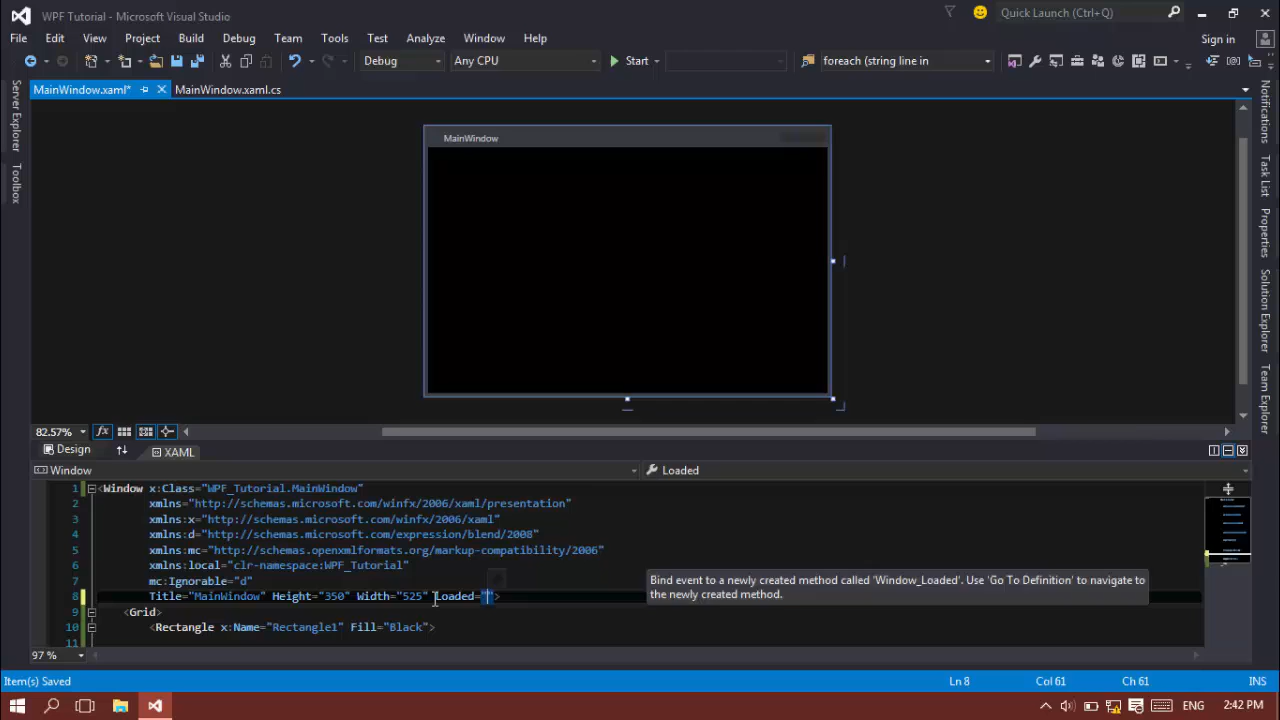 WPF Tutorial - Microsoft Visual Studio
Quick Launch (Ctrl+Q)
File Edit View Project Build Debug Team Tools Test Analyze Window Help
Sign in
Debug Any CPU Start foreach (string line in
MainWindow.xaml* MainWindow.xaml.cs
Server Explorer
Toolbox
Notifications
Task List
Properties
Solution Explorer
Team Explorer
MainWindow
82.57% fx
Design XAML
Window Loaded
1 <Window x:Class="WPF_Tutorial.MainWindow"
2 xmlns="http://schemas.microsoft.com/winfx/2006/xaml/presentation"
3 xmlns:x="http://schemas.microsoft.com/winfx/2006/xaml"
4 xmlns:d="http://schemas.microsoft.com/expression/blend/2008"
5 xmlns:mc="http://schemas.openxmlformats.org/markup-compatibility/2006"
6 xmlns:local="clr-namespace:WPF_Tutorial"
7 mc:Ignorable="d"
8 Title="MainWindow" Height="350" Width="525" Loaded="">
9 <Grid>
10 <Rectangle x:Name="Rectangle1" Fill="Black">
11
Bind event to a newly created method called 'Window_Loaded'. Use 'Go To Definition' to navigate to
the newly created method.
97 %
Item(s) Saved Ln 8 Col 61 Ch 61 INS
ENG 2:42 PM